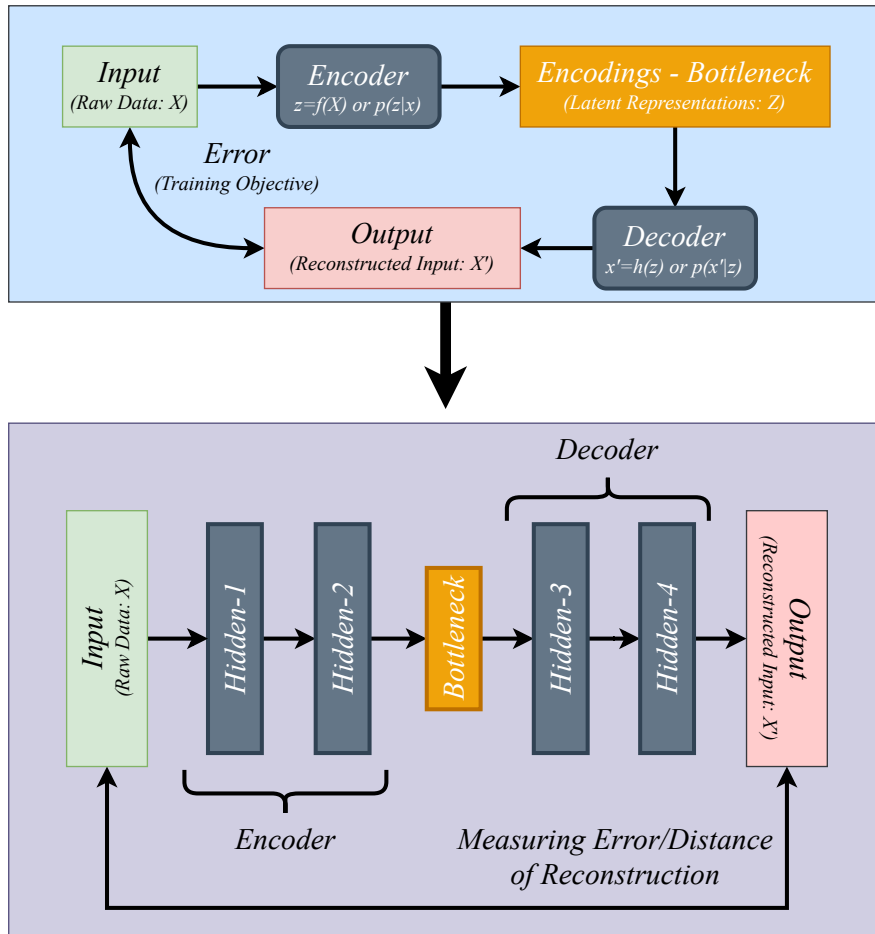 Input
(Raw Data: X)
Encoder
z=f(X) or p(z|x)
Encodings - Bottleneck
(Latent Representations: Z)
Error
(Training Objective)
Output
(Reconstructed Input: X')
Decoder
x'=h(z) or p(x'|z)
Decoder
Input
(Raw Data: X)
Hidden-1
Hidden-2
Bottleneck
Hidden-3
Hidden-4
Output
(Reconstructed Input: X')
Encoder
Measuring Error/Distance
of Reconstruction